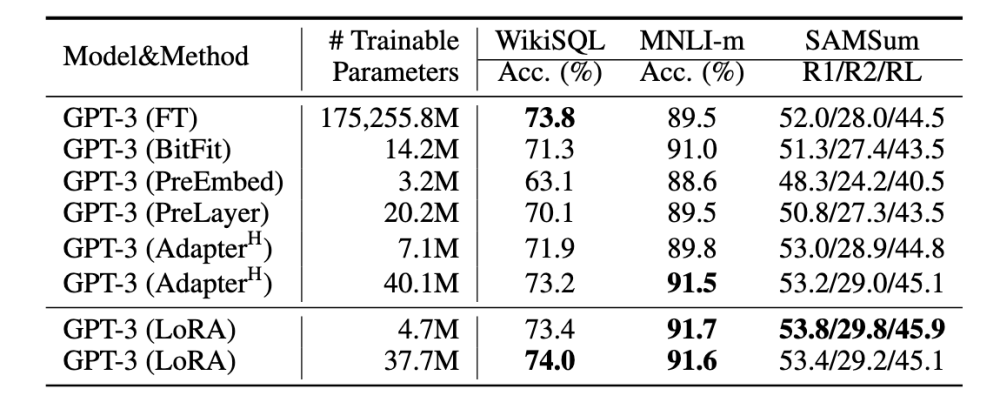 Model&Method # Trainable Parameters WikiSQL MNLI-m SAMSum
Acc. (%) Acc. (%) R1/R2/RL
GPT-3 (FT) 175,255.8M 73.8 89.5 52.0/28.0/44.5
GPT-3 (BitFit) 14.2M 71.3 91.0 51.3/27.4/43.5
GPT-3 (PreEmbed) 3.2M 63.1 88.6 48.3/24.2/40.5
GPT-3 (PreLayer) 20.2M 70.1 89.5 50.8/27.3/43.5
GPT-3 (Adapterᴴ) 7.1M 71.9 89.8 53.0/28.9/44.8
GPT-3 (Adapterᴴ) 40.1M 73.2 91.5 53.2/29.0/45.1
GPT-3 (LoRA) 4.7M 73.4 91.7 53.8/29.8/45.9
GPT-3 (LoRA) 37.7M 74.0 91.6 53.4/29.2/45.1